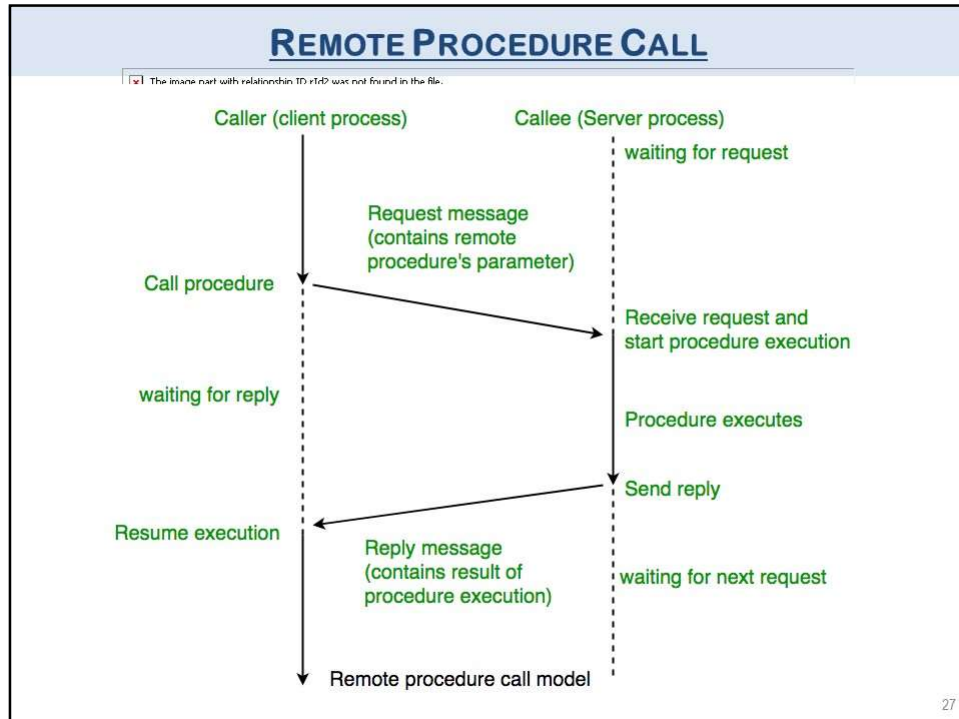 REMOTE PROCEDURE CALL
The image part with relationship ID rId2 was not found in the file.
Caller (client process)
Callee (Server process)
waiting for request
Request message
(contains remote
procedure's parameter)
Call procedure
Receive request and
start procedure execution
waiting for reply
Procedure executes
Send reply
Resume execution
Reply message
(contains result of
procedure execution)
waiting for next request
Remote procedure call model
27